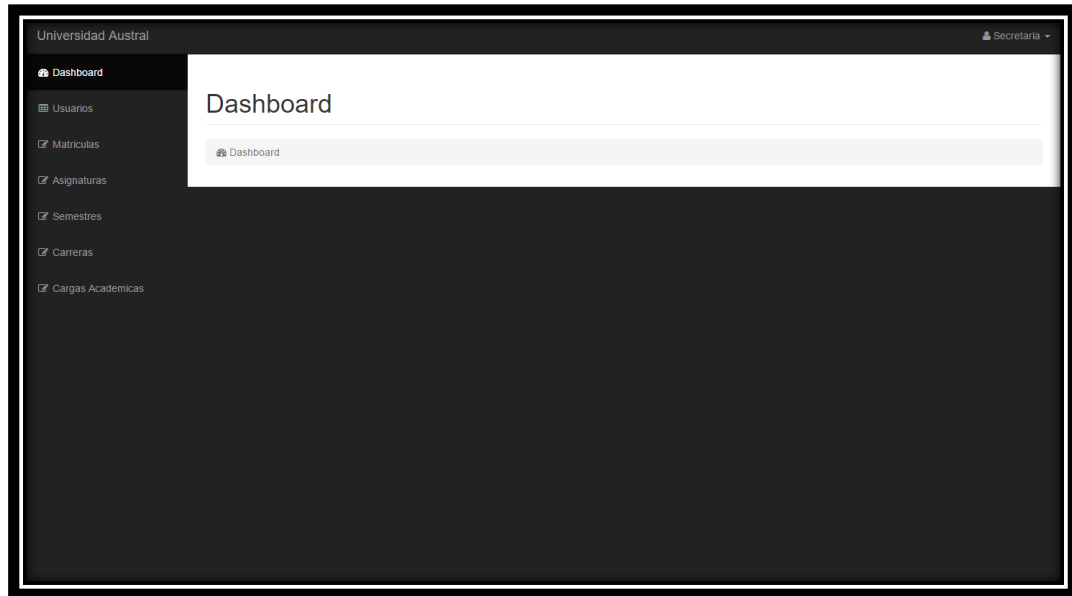 Universidad Austral
Secretaria
Dashboard
Usuarios
Matriculas
Asignaturas
Semestres
Carreras
Cargas Academicas
Dashboard
Dashboard